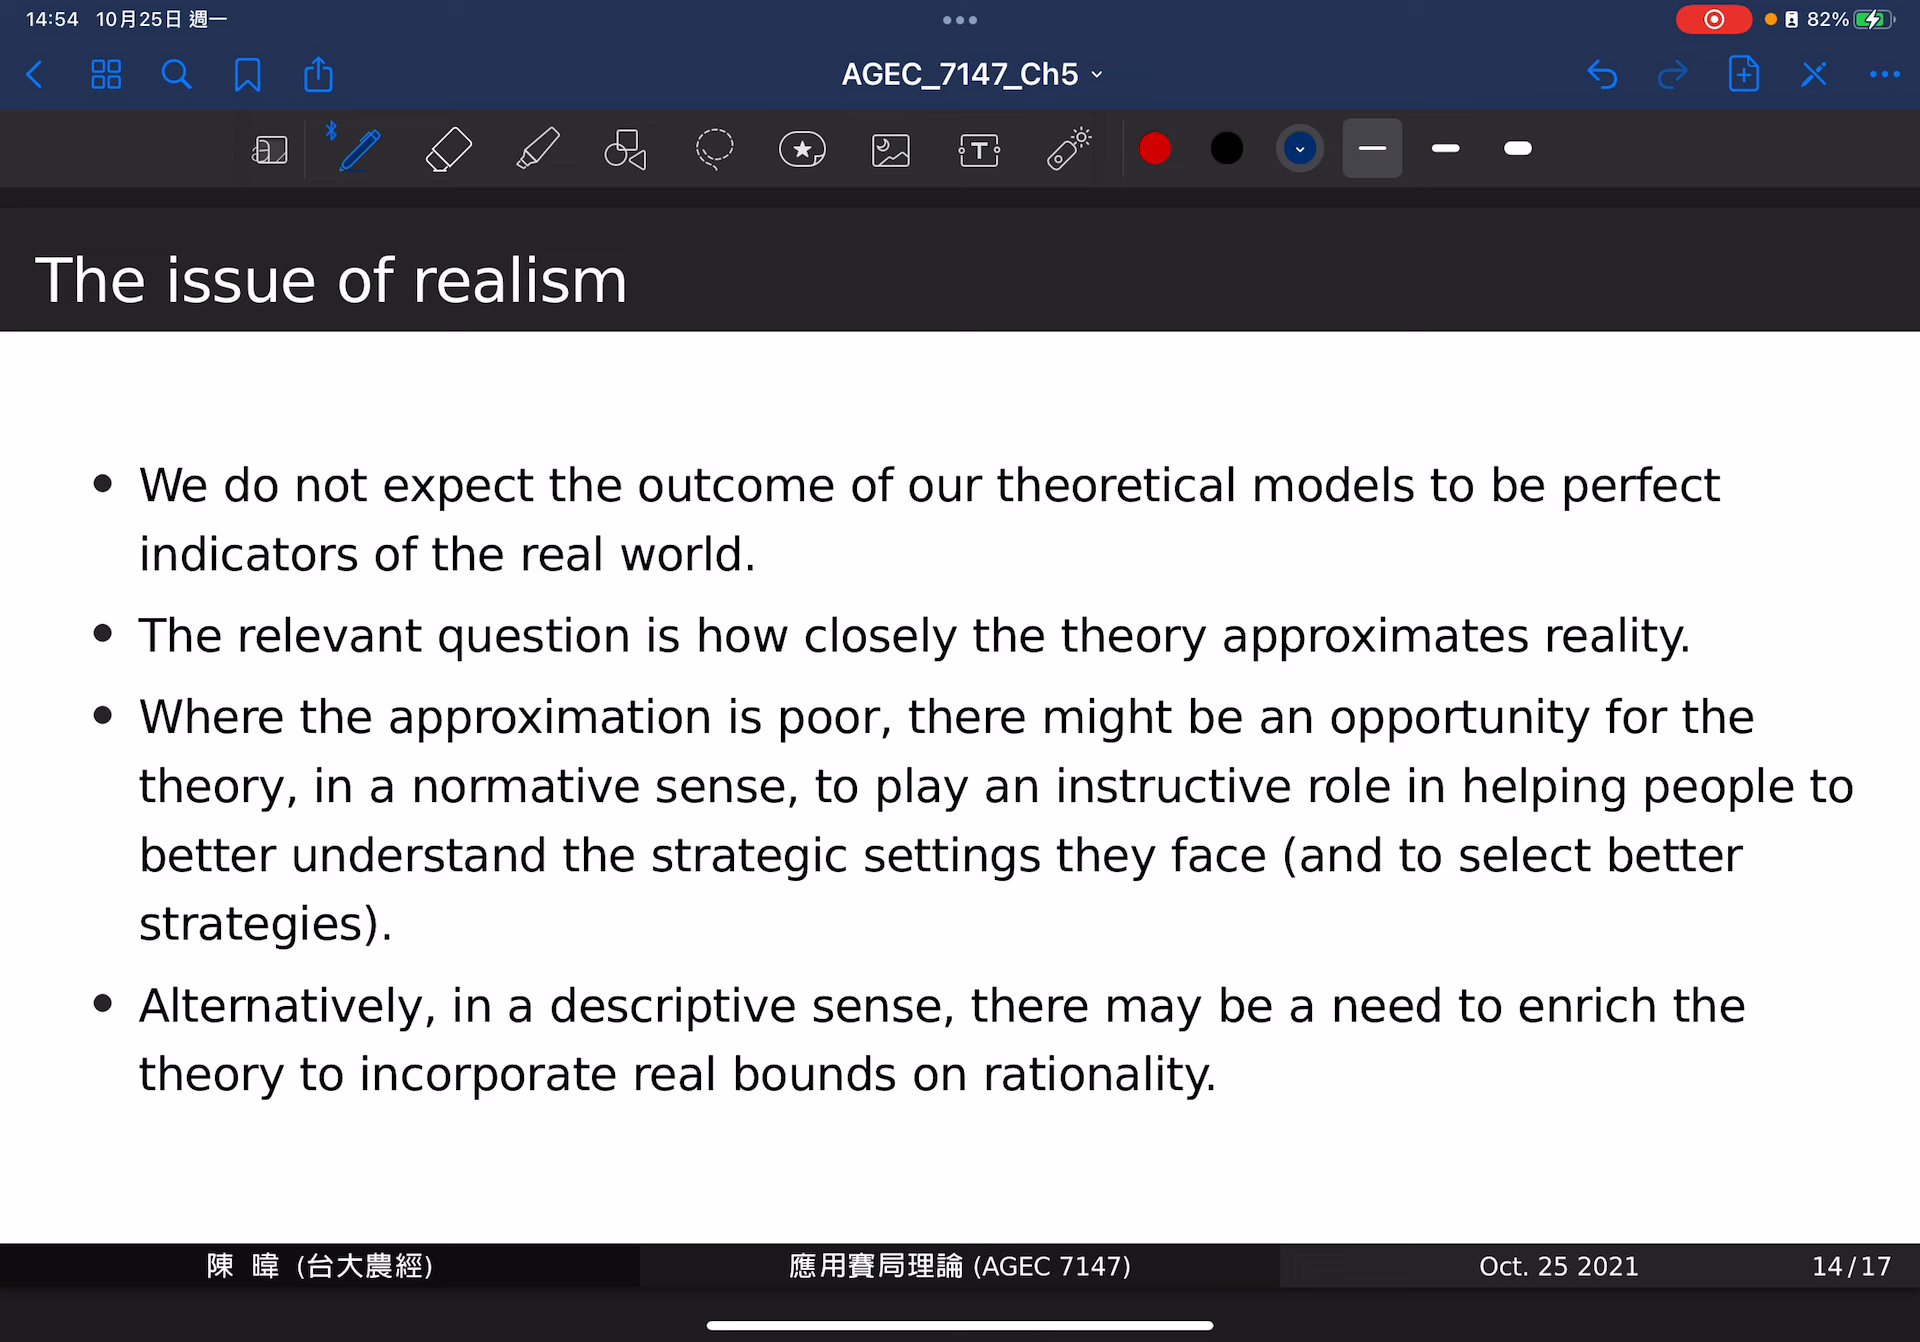 14:54 10月25日 週一
82%
AGEC_7147_Ch5
The issue of realism
• We do not expect the outcome of our theoretical models to be perfect
indicators of the real world.
• The relevant question is how closely the theory approximates reality.
• Where the approximation is poor, there might be an opportunity for the
theory, in a normative sense, to play an instructive role in helping people to
better understand the strategic settings they face (and to select better
strategies).
• Alternatively, in a descriptive sense, there may be a need to enrich the
theory to incorporate real bounds on rationality.
陳 暐 (台大農經) 應用賽局理論 (AGEC 7147) Oct. 25 2021 14/17